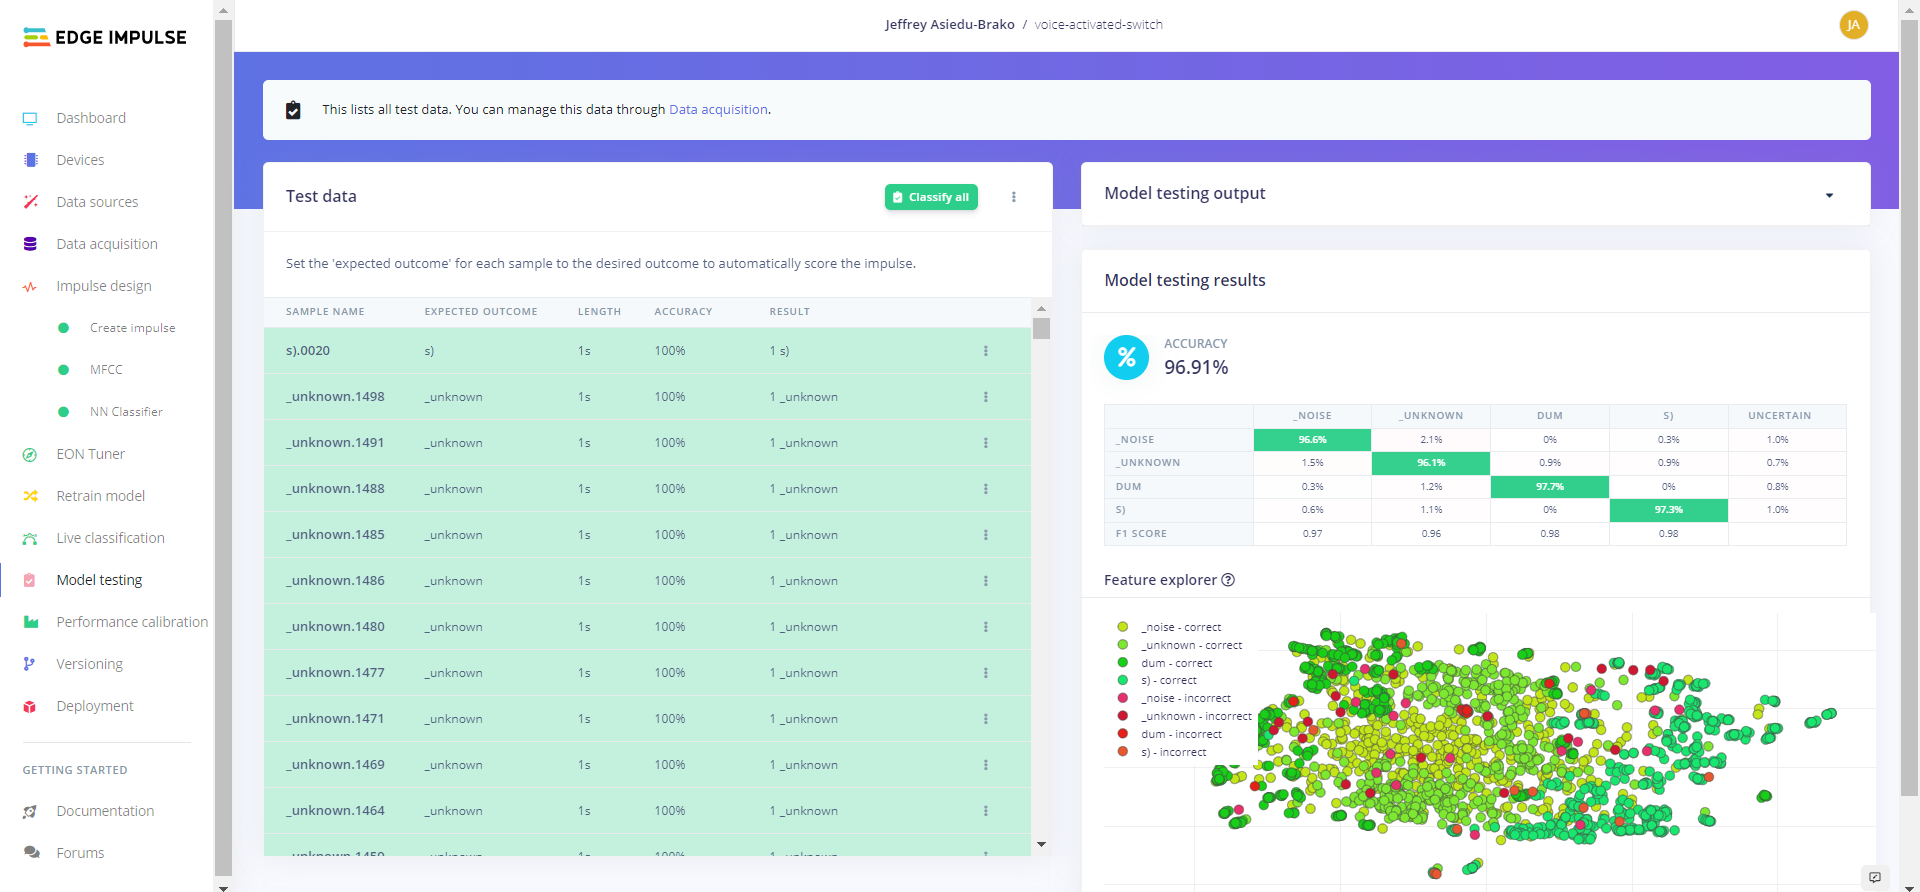 EDGE IMPULSE
Dashboard
Devices
Data sources
Data acquisition
Impulse design
Create impulse
MFCC
NN Classifier
EON Tuner
Retrain model
Live classification
Model testing
Performance calibration
Versioning
Deployment
GETTING STARTED
Documentation
Forums
Jeffrey Asiedu-Brako / voice-activated-switch
JA
This lists all test data. You can manage this data through Data acquisition.
Test data
Classify all
Set the 'expected outcome' for each sample to the desired outcome to automatically score the impulse.
SAMPLE NAME EXPECTED OUTCOME LENGTH ACCURACY RESULT
s).0020 s) 1s 100% 1 s)
_unknown.1498 _unknown 1s 100% 1 _unknown
_unknown.1491 _unknown 1s 100% 1 _unknown
_unknown.1488 _unknown 1s 100% 1 _unknown
_unknown.1485 _unknown 1s 100% 1 _unknown
_unknown.1486 _unknown 1s 100% 1 _unknown
_unknown.1480 _unknown 1s 100% 1 _unknown
_unknown.1477 _unknown 1s 100% 1 _unknown
_unknown.1471 _unknown 1s 100% 1 _unknown
_unknown.1469 _unknown 1s 100% 1 _unknown
_unknown.1464 _unknown 1s 100% 1 _unknown
_unknown 1s 100% 1 _unknown
Model testing output
Model testing results
%
ACCURACY
96.91%
_NOISE _UNKNOWN DUM S) UNCERTAIN
_NOISE 96.6% 2.1% 0% 0.3% 1.0%
_UNKNOWN 1.5% 96.1% 0.9% 0.9% 0.7%
DUM 0.3% 1.2% 97.7% 0% 0.8%
S) 0.6% 1.1% 0% 97.3% 1.0%
F1 SCORE 0.97 0.96 0.98 0.98
Feature explorer ?
_noise - correct
_unknown - correct
dum - correct
s) - correct
_noise - incorrect
_unknown - incorrect
dum - incorrect
s) - incorrect